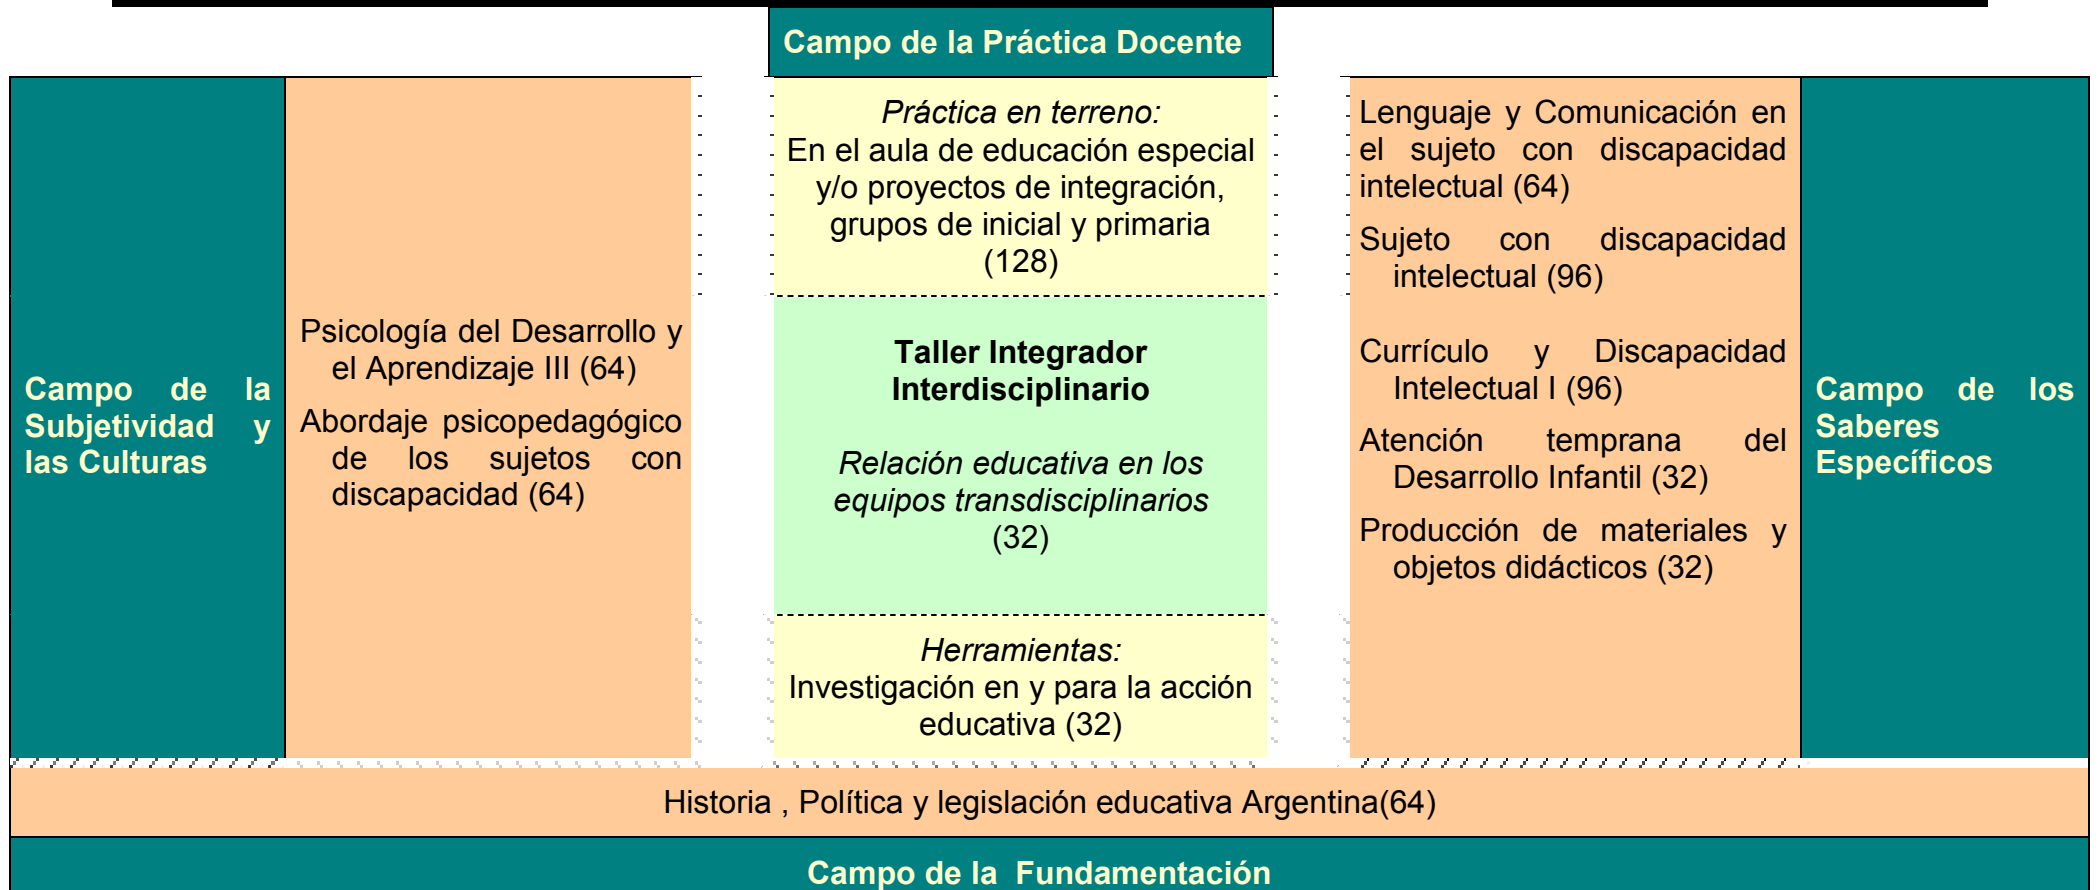 Campo de la Práctica Docente
Campo de la
Subjetividad y
las Culturas
Psicología del Desarrollo y
el Aprendizaje III (64)
Abordaje psicopedagógico
de los sujetos con
discapacidad (64)
Práctica en terreno:
En el aula de educación especial
y/o proyectos de integración,
grupos de inicial y primaria
(128)
Taller Integrador
Interdisciplinario
Relación educativa en los
equipos transdisciplinarios
(32)
Herramientas:
Investigación en y para la acción
educativa (32)
Lenguaje y Comunicación en
el sujeto con discapacidad
intelectual (64)
Sujeto con discapacidad
intelectual (96)
Currículo y Discapacidad
Intelectual I (96)
Atención temprana del
Desarrollo Infantil (32)
Producción de materiales y
objetos didácticos (32)
Campo de los
Saberes
Específicos
Historia , Política y legislación educativa Argentina(64)
Campo de la Fundamentación